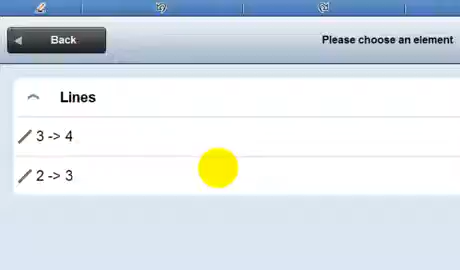 Back
Please choose an element
Lines
3 -> 4
2 -> 3